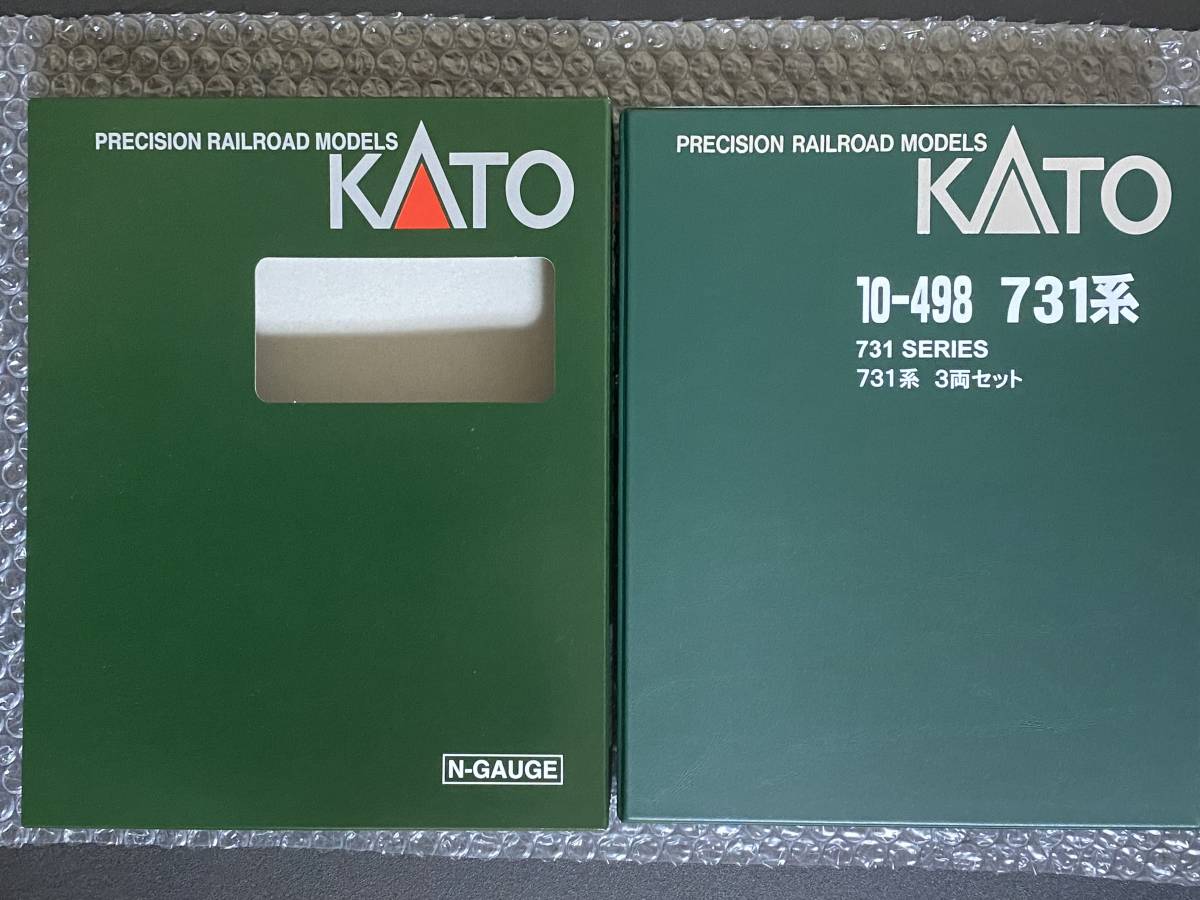 PRECISION RAILROAD MODELS
KATO
N-GAUGE
PRECISION RAILROAD MODELS
KATO
10-498 731系
731 SERIES
731系 3両セット